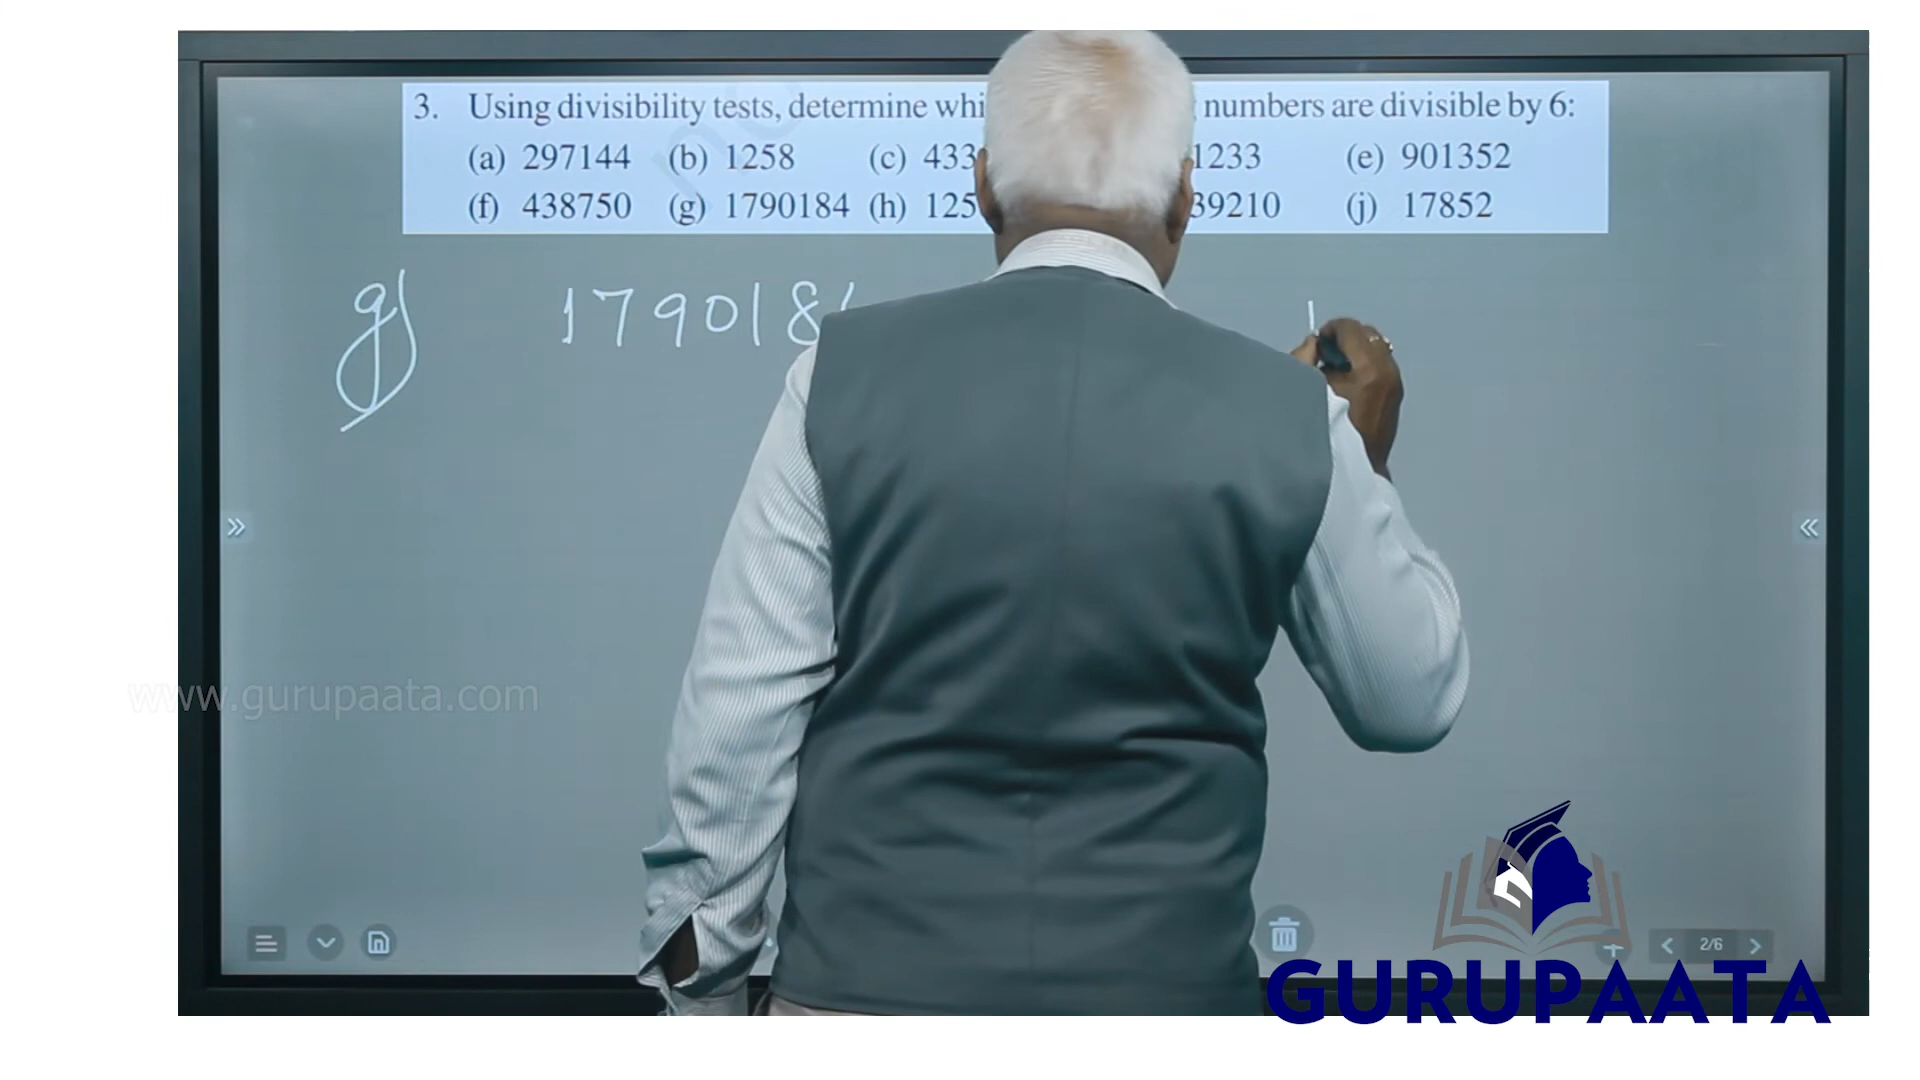 3. Using divisibility tests, determine numbers are divisible by 6:
(a) 297144 (b) 1258 (c) 433 1233 (e) 901352
(f) 438750 (g) 1790184 (h) 125 39210 (j) 17852
g) 179018
www.gurupaata.com
2/6
GURUPAATA